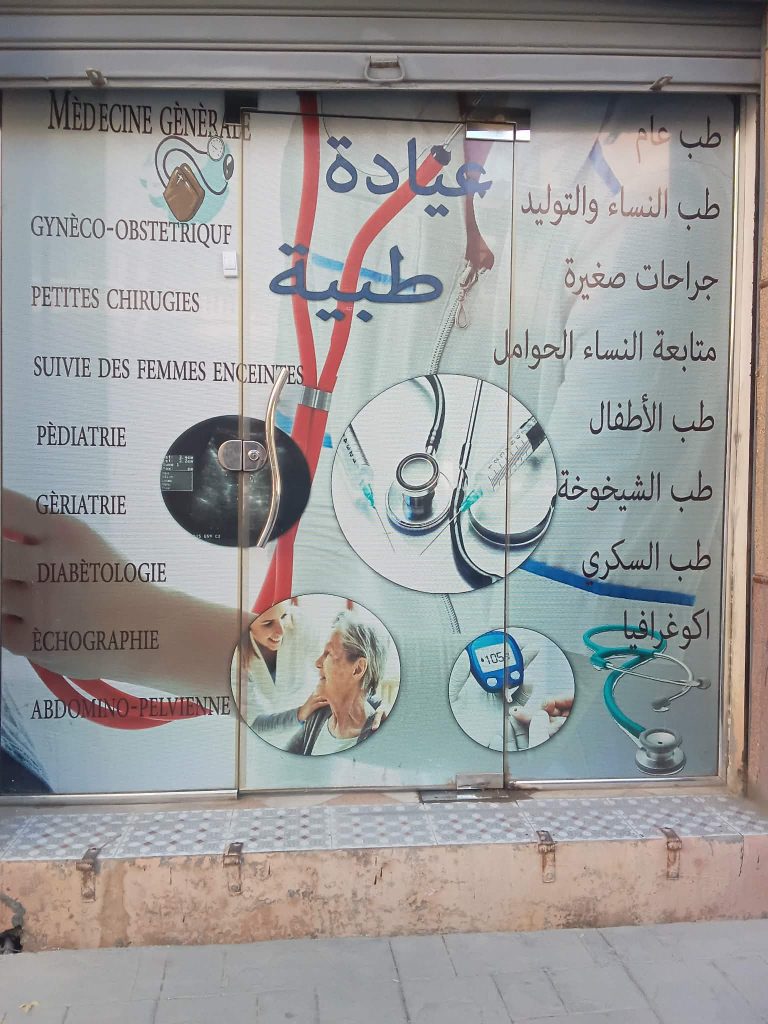 MÈDECINE GÈNÈRALE
GYNÈCO-OBSTETRIQUE
PETITES CHIRUGIES
SUIVIE DES FEMMES ENCEINTES
PÈDIATRIE
GÈRIATRIE
DIABÈTOLOGIE
ÈCHOGRAPHIE
ABDOMINO-PELVIENNE
عيادة
طبية
105
طب عام
طب النساء والتوليد
جراحات صغيرة
متابعة النساء الحوامل
طب الأطفال
طب الشيخوخة
طب السكري
اكوغرافيا